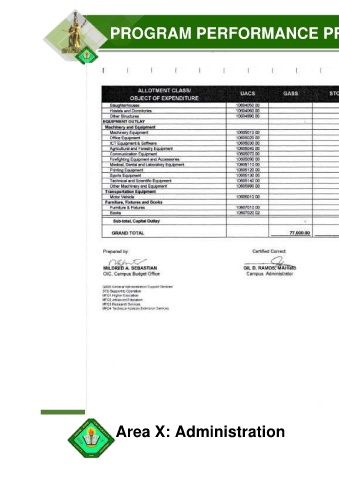 PROGRAM PERFORMANCE PR
ALLOTMENT CLASS/
OBJECT OF EXPENDITURE UACS GASS STO
Slaughterhouse 10604050 00
Hostels and Dormitories 10604060 00
Other Structures 10604990 00
EQUIPMENT OUTLAY
Machinery and Equipment
Machinery Equipment 10605010 00
Office Equipment 10605020 00
ICT Equipment & Software 10605030 00
Agricultural and Forestry Equipment 10605040 00
Communication Equipment 10605070 00
Firefighting Equipment and Accessories
Medical, Dental and Laboratory Equipment 10605110 00
Printing Equipment 10605120 00
Sports Equipment 10605130 00
Technical and Scientific Equipment 10605140 00
Other Machinery and Equipment 10605990 00
Transportation Equipment
Motor Vehicle 10606010 00
Furniture, Fixtures and Books
Furniture & Fixtures 10607010 00
Books 10607020 02
Sub-total, Capital Outlay -
GRAND TOTAL 77,000.00
Prepared by: Certified Correct:
MILDRED A. SEBASTIAN GIL D. RAMOS,
OIC, Campus Budget Office Campus Administrator
GASS General Administration Support Services
STO Support to Operation
MFO1 Higher Education
MFO2 Advanced Education
MFO3 Research Services
MFO4 Technical Advisory Extension Services
Area X: Administration